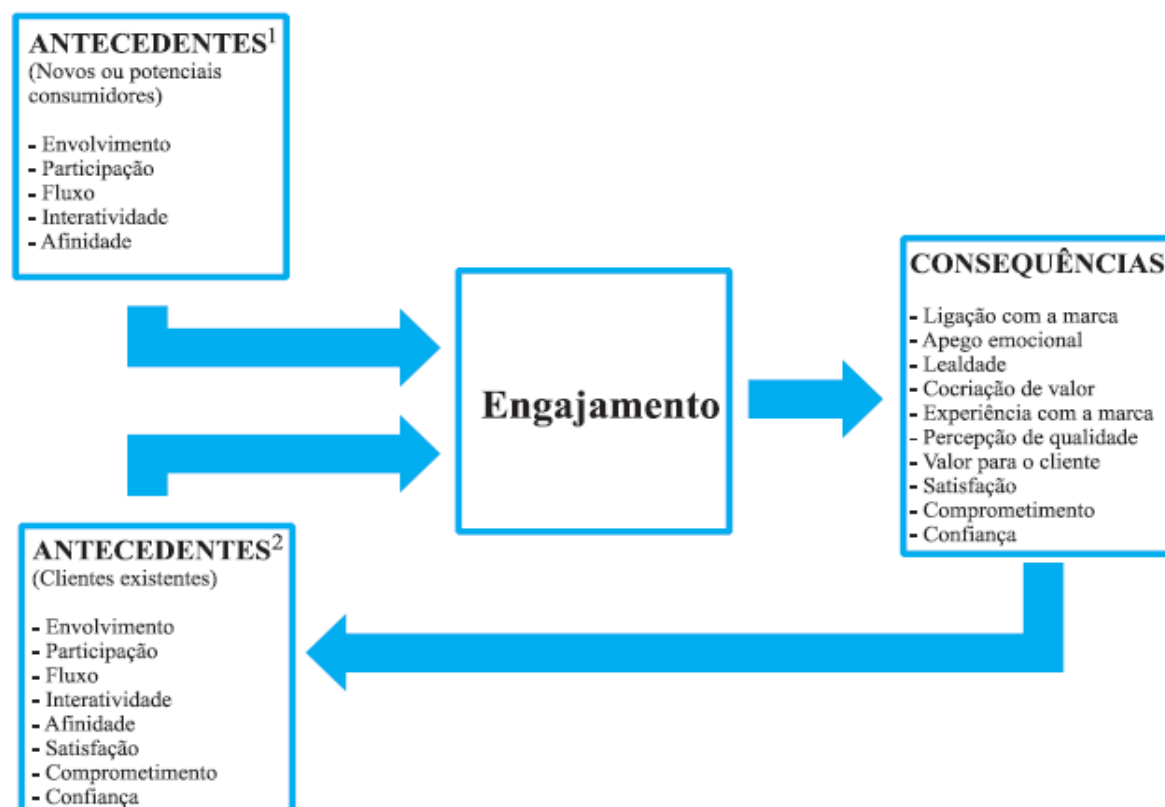 ANTECEDENTES¹
(Novos ou potenciais
consumidores)
- Envolvimento
- Participação
- Fluxo
- Interatividade
- Afinidade
Engajamento
CONSEQUÊNCIAS
- Ligação com a marca
- Apego emocional
- Lealdade
- Cocriação de valor
- Experiência com a marca
- Percepção de qualidade
- Valor para o cliente
- Satisfação
- Comprometimento
- Confiança
ANTECEDENTES²
(Clientes existentes)
- Envolvimento
- Participação
- Fluxo
- Interatividade
- Afinidade
- Satisfação
- Comprometimento
- Confiança